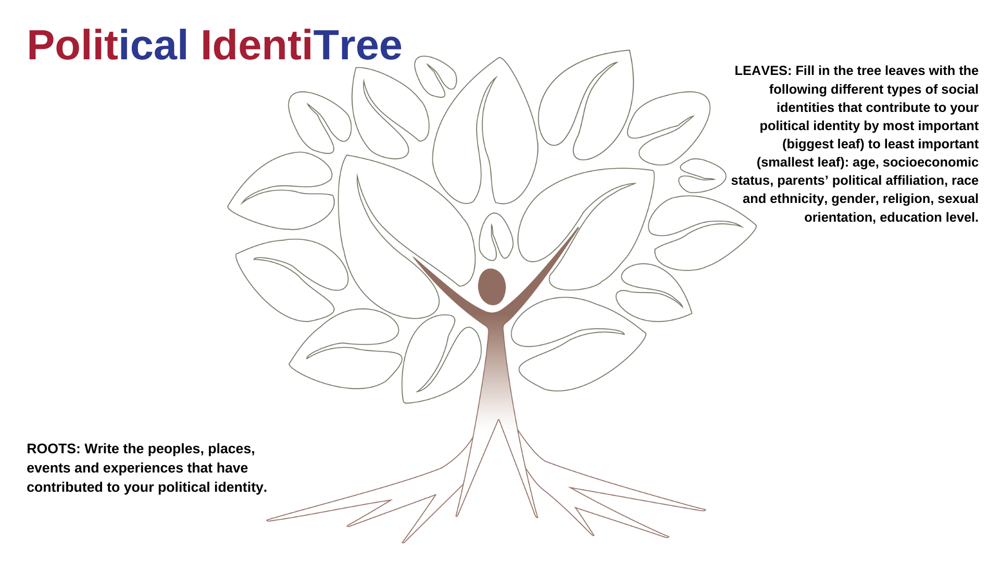 Political IdentiTree
LEAVES: Fill in the tree leaves with the
following different types of social
identities that contribute to your
political identity by most important
(biggest leaf) to least important
(smallest leaf): age, socioeconomic
status, parents’ political affiliation, race
and ethnicity, gender, religion, sexual
orientation, education level.
ROOTS: Write the peoples, places,
events and experiences that have
contributed to your political identity.